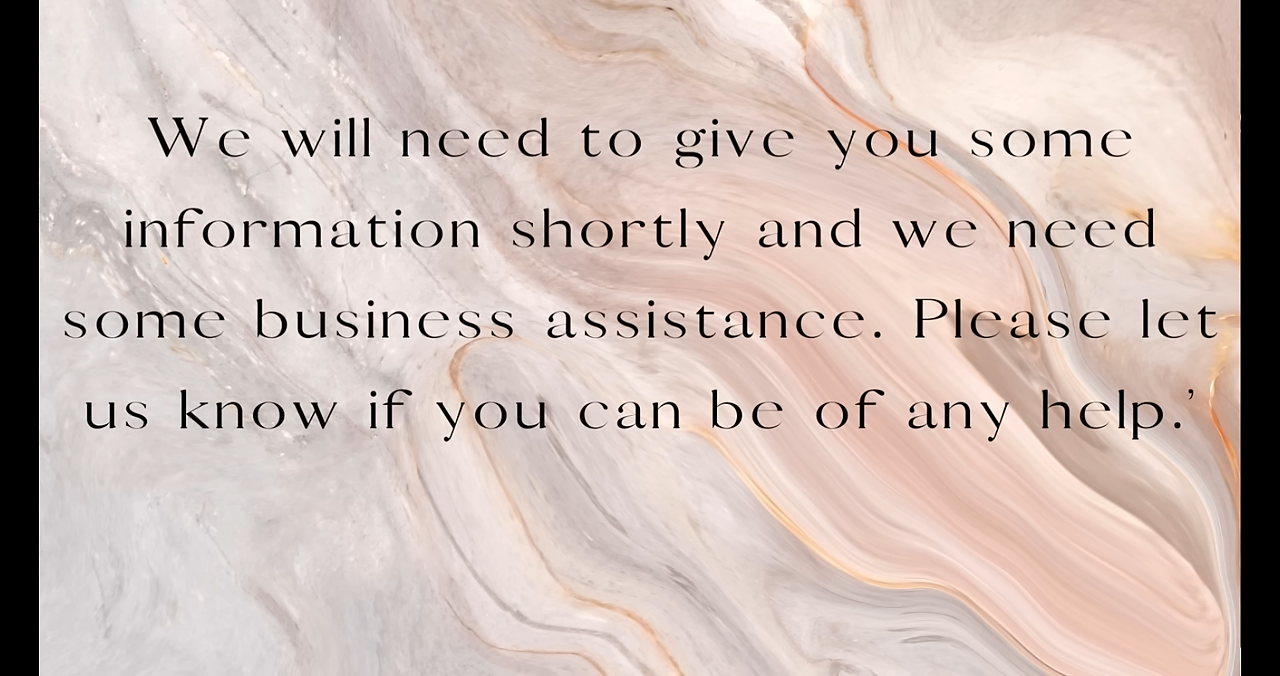 We will need to give you some
information shortly and we need
some business assistance. Please let
us know if you can be of any help.'